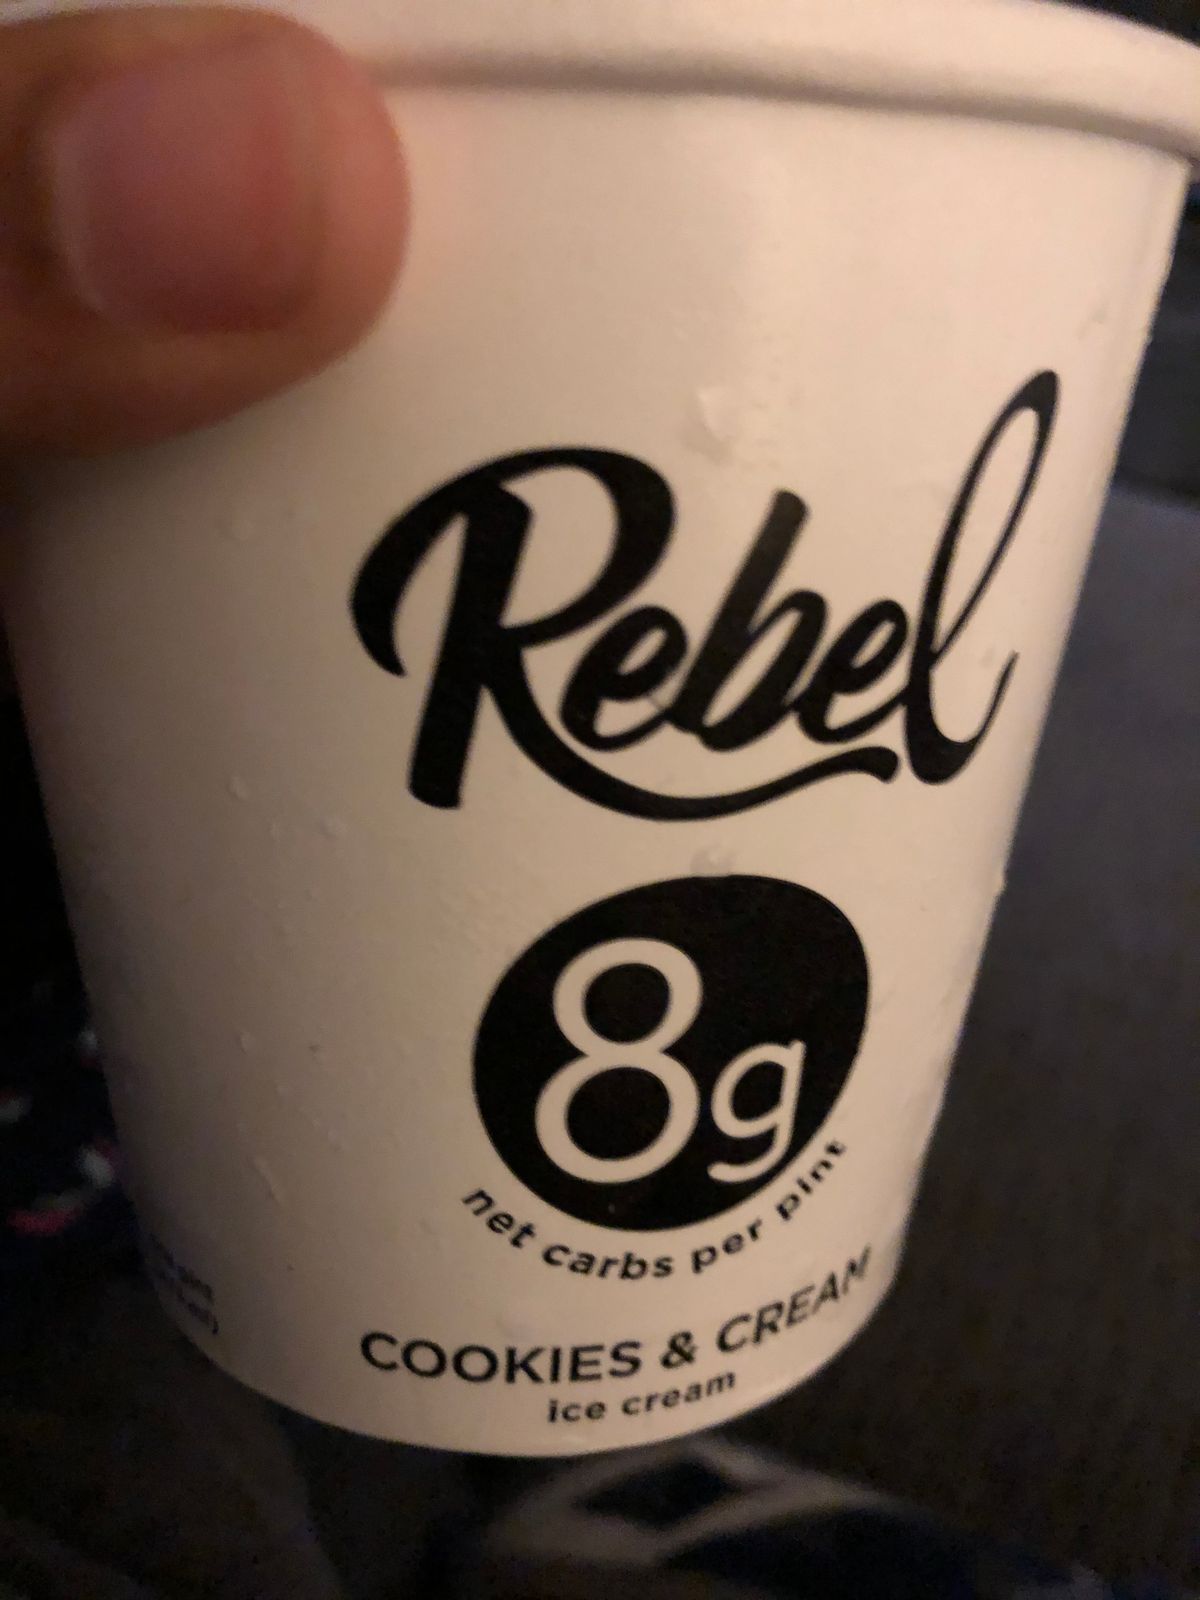 Rebel
8g
net carbs per pint
COOKIES & CREAM
ice cream